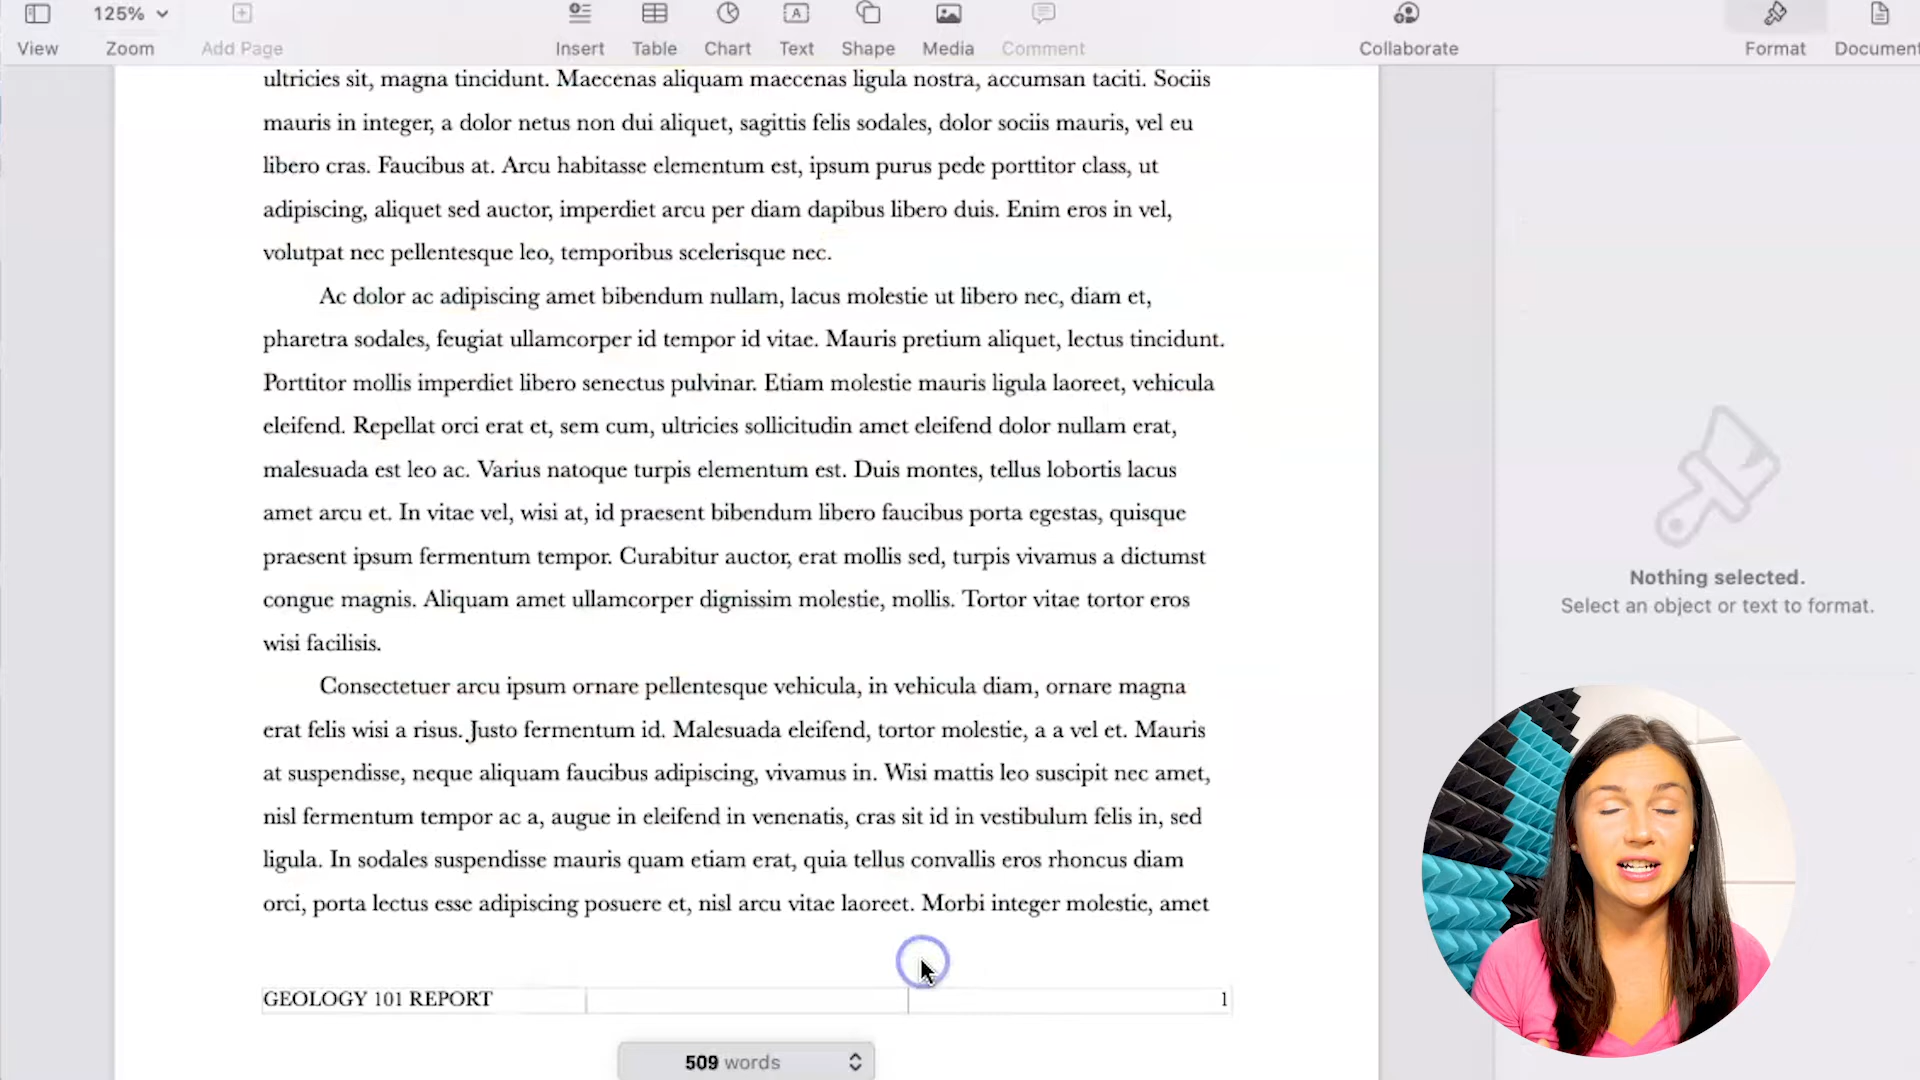 125%
View
Zoom
Add Page
Insert
Table
Chart
Text
Shape
Media
Comment
Collaborate
Format
Document
ultricies sit, magna tincidunt. Maecenas aliquam maecenas ligula nostra, accumsan taciti. Sociis
mauris in integer, a dolor netus non dui aliquet, sagittis felis sodales, dolor sociis mauris, vel eu
libero cras. Faucibus at. Arcu habitasse elementum est, ipsum purus pede porttitor class, ut
adipiscing, aliquet sed auctor, imperdiet arcu per diam dapibus libero duis. Enim eros in vel,
volutpat nec pellentesque leo, temporibus scelerisque nec.
Ac dolor ac adipiscing amet bibendum nullam, lacus molestie ut libero nec, diam et,
pharetra sodales, feugiat ullamcorper id tempor id vitae. Mauris pretium aliquet, lectus tincidunt.
Porttitor mollis imperdiet libero senectus pulvinar. Etiam molestie mauris ligula laoreet, vehicula
eleifend. Repellat orci erat et, sem cum, ultricies sollicitudin amet eleifend dolor nullam erat,
malesuada est leo ac. Varius natoque turpis elementum est. Duis montes, tellus lobortis lacus
amet arcu et. In vitae vel, wisi at, id praesent bibendum libero faucibus porta egestas, quisque
praesent ipsum fermentum tempor. Curabitur auctor, erat mollis sed, turpis vivamus a dictumst
congue magnis. Aliquam amet ullamcorper dignissim molestie, mollis. Tortor vitae tortor eros
wisi facilisis.
Consectetuer arcu ipsum ornare pellentesque vehicula, in vehicula diam, ornare magna
erat felis wisi a risus. Justo fermentum id. Malesuada eleifend, tortor molestie, a a vel et. Mauris
at suspendisse, neque aliquam faucibus adipiscing, vivamus in. Wisi mattis leo suscipit nec amet,
nisl fermentum tempor ac a, augue in eleifend in venenatis, cras sit id in vestibulum felis in, sed
ligula. In sodales suspendisse mauris quam etiam erat, quia tellus convallis eros rhoncus diam
orci, porta lectus esse adipiscing posuere et, nisl arcu vitae laoreet. Morbi integer molestie, amet
GEOLOGY 101 REPORT
1
509 words
Nothing selected.
Select an object or text to format.